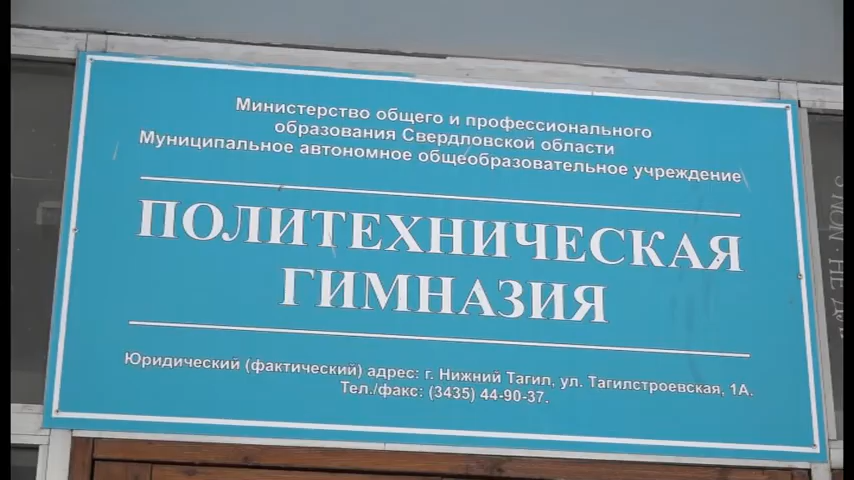 Министерство общего и профессионального
образования Свердловской области
Муниципальное автономное общеобразовательное учреждение
ПОЛИТЕХНИЧЕСКАЯ
ГИМНАЗИЯ
Юридический (фактический) адрес: г. Нижний Тагил, ул. Тагилстроевская, 1А.
Тел./факс: (3435) 44-90-37.